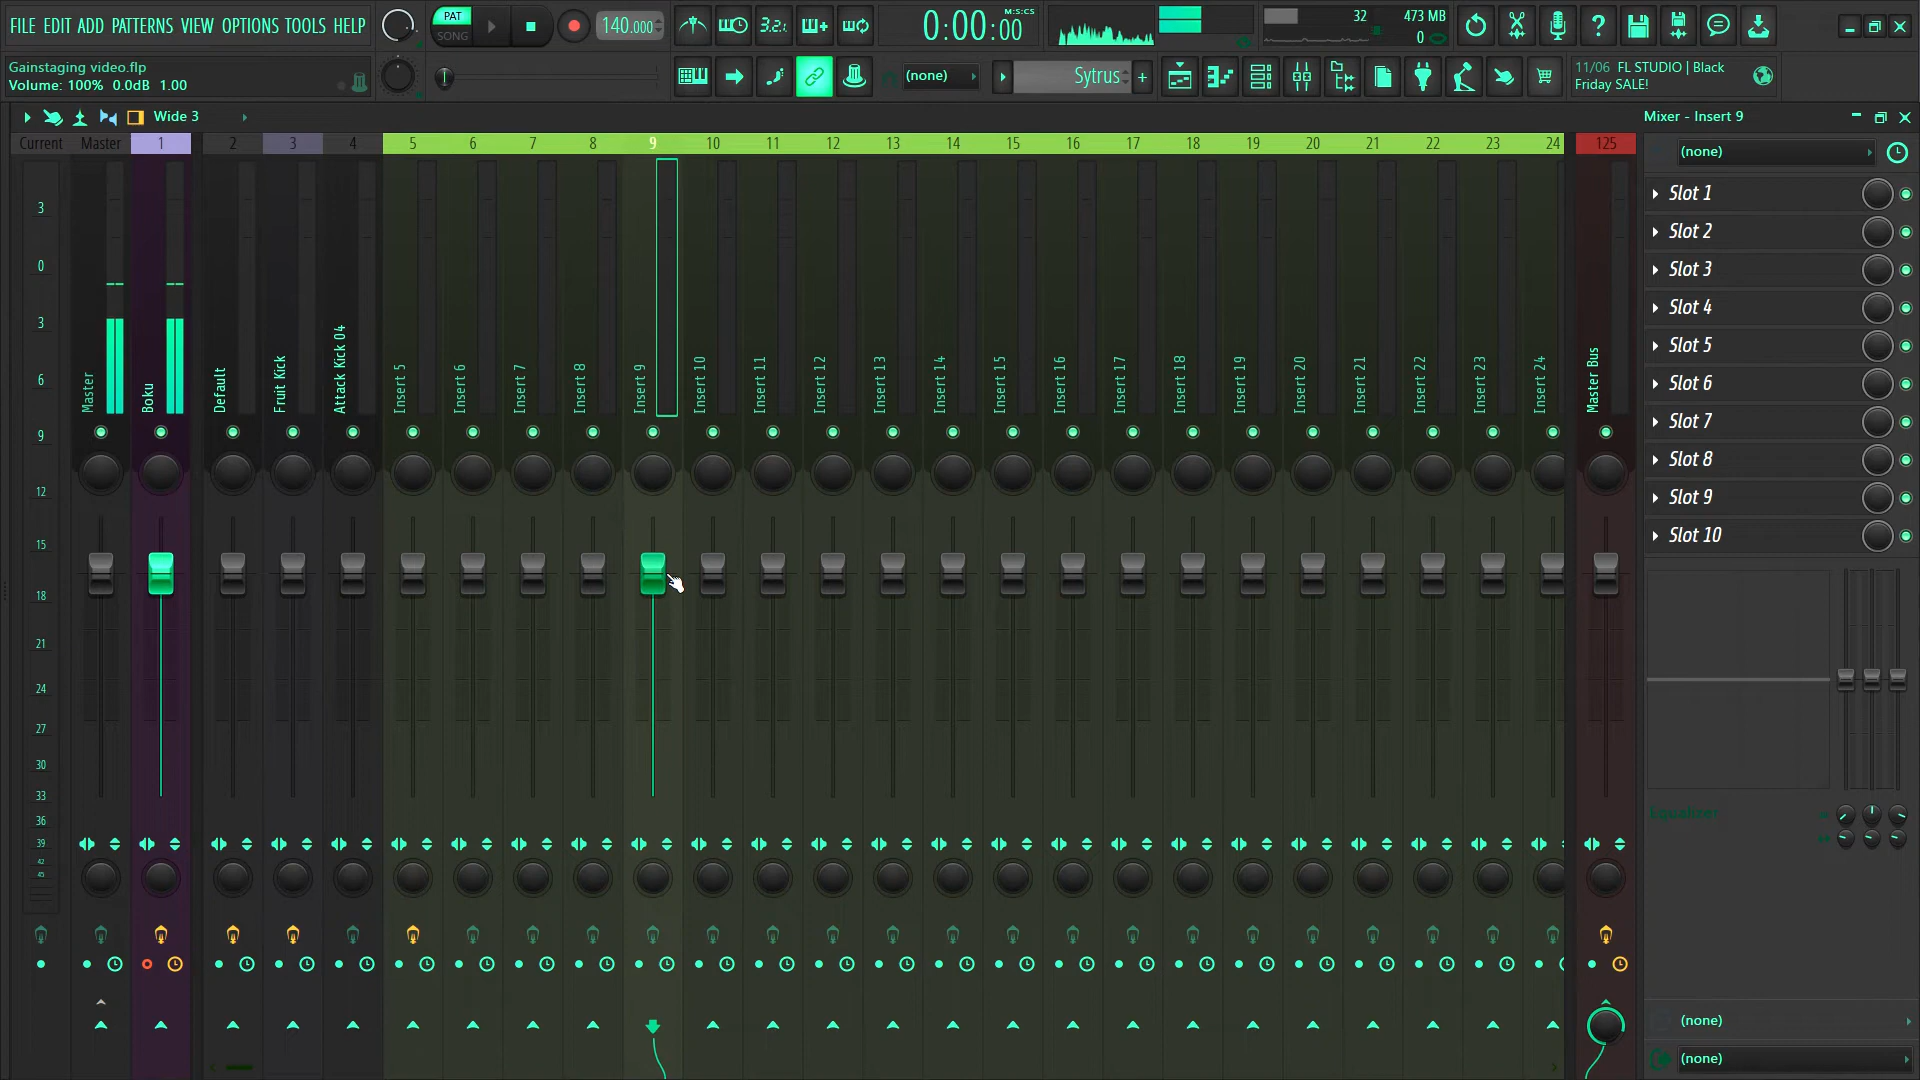 FILE EDIT ADD PATTERNS VIEW OPTIONS TOOLS HELP
PAT
SONG
140.000
3.2.1
0:00:00
M:S:CS
32
473 MB
0
Gainstaging video.flp
Volume: 100% 0.0dB 1.00
(none)
Sytrus
11/06 FL STUDIO | Black
Friday SALE!
Wide 3
Mixer - Insert 9
Current
Master
1
2
3
4
5
6
7
8
9
10
11
12
13
14
15
16
17
18
19
20
21
22
23
24
125
3
0
3
6
9
12
15
18
21
24
27
30
33
36
39
42
45
Master
Boku
Default
Fruit Kick
Attack Kick 04
Insert 5
Insert 6
Insert 7
Insert 8
Insert 9
Insert 10
Insert 11
Insert 12
Insert 13
Insert 14
Insert 15
Insert 16
Insert 17
Insert 18
Insert 19
Insert 20
Insert 21
Insert 22
Insert 23
Insert 24
Master Bus
(none)
Slot 1
Slot 2
Slot 3
Slot 4
Slot 5
Slot 6
Slot 7
Slot 8
Slot 9
Slot 10
Equalizer
(none)
(none)